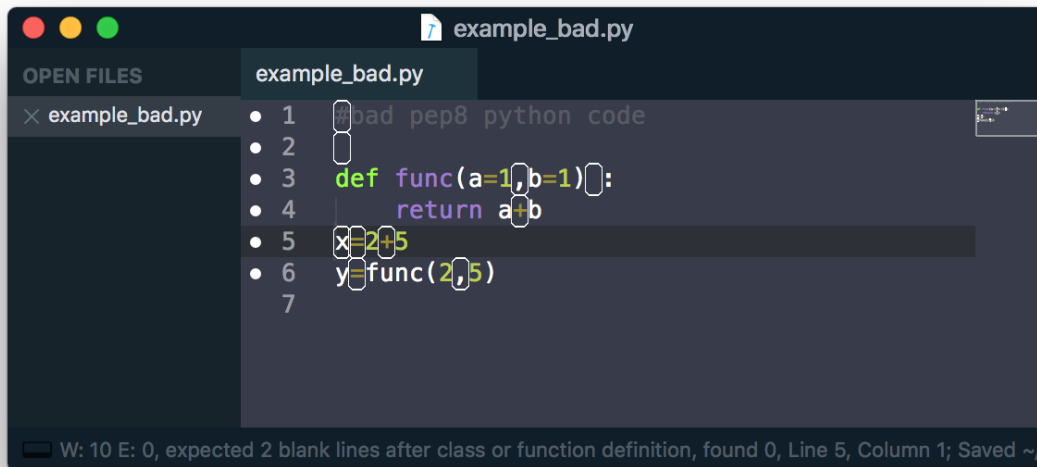 example_bad.py
OPEN FILES
example_bad.py
example_bad.py
1 #bad pep8 python code
2
3 def func(a=1,b=1) :
4     return a+b
5 x=2+5
6 y=func(2,5)
7
W: 10 E: 0, expected 2 blank lines after class or function definition, found 0, Line 5, Column 1; Saved ~